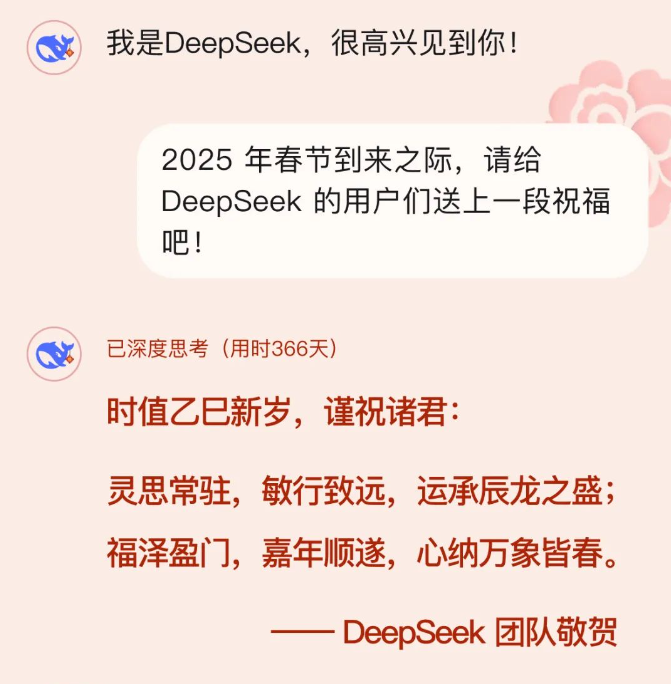 我是DeepSeek，很高兴见到你！
2025 年春节到来之际，请给
DeepSeek 的用户们送上一段祝福
吧！
已深度思考（用时366天）
时值乙巳新岁，谨祝诸君：
灵思常驻，敏行致远，运承辰龙之盛；
福泽盈门，嘉年顺遂，心纳万象皆春。
—— DeepSeek 团队敬贺